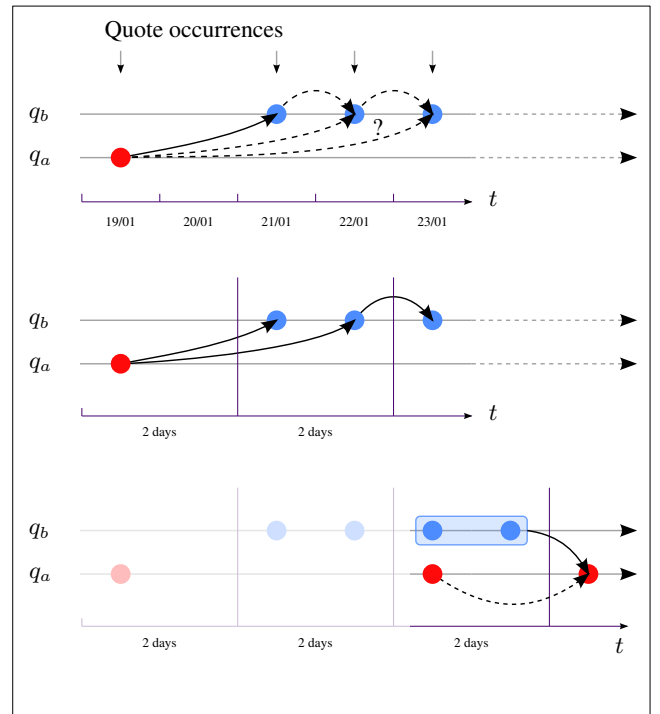 Quote occurrences
q_b
?
q_a
t
19/01 20/01 21/01 22/01 23/01
q_b
q_a
t
2 days 2 days
q_b
q_a
2 days 2 days 2 days t